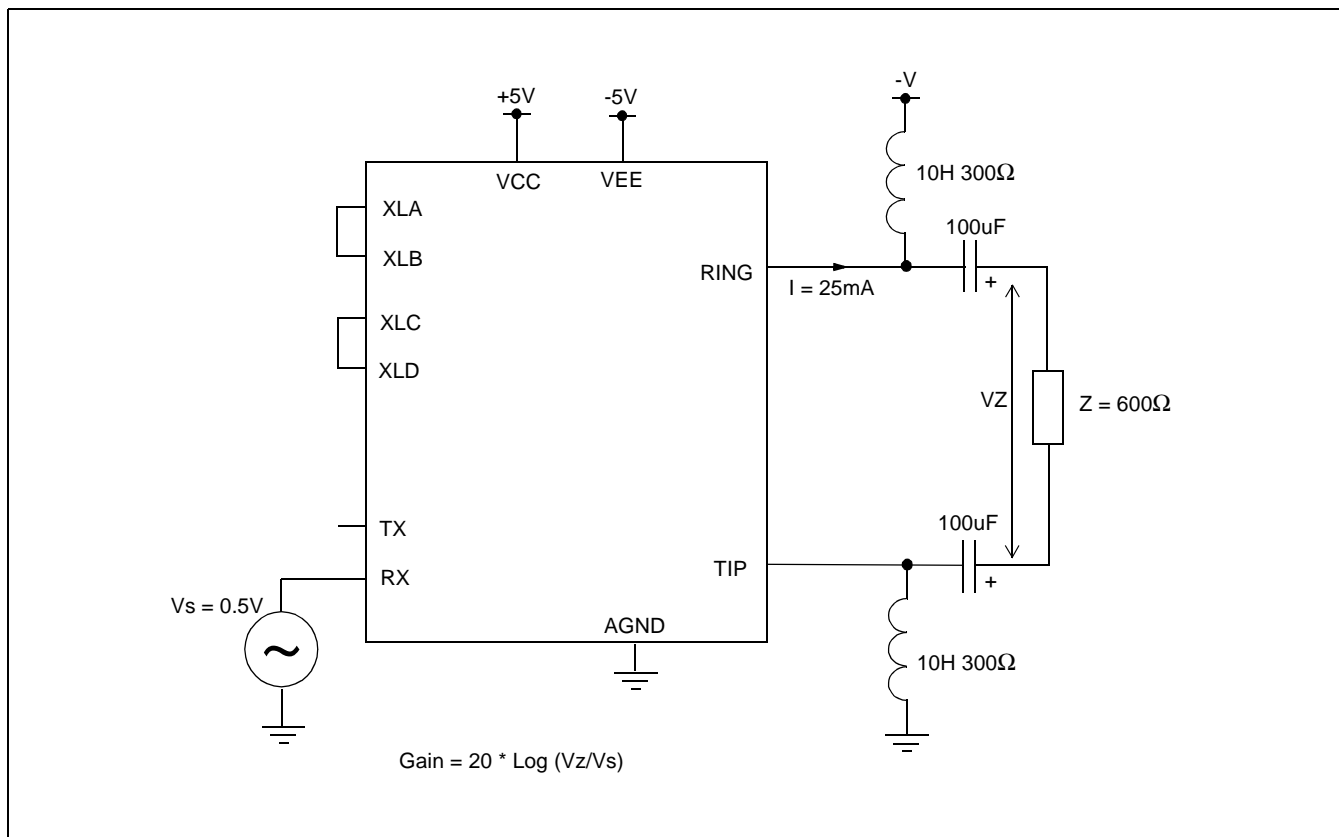 +5V
-5V
-V
VCC
VEE
10H 300Ω
XLA
100uF
XLB
RING
+
I = 25mA
XLC
XLD
VZ
Z = 600Ω
100uF
TX
TIP
RX
+
Vs = 0.5V
AGND
10H 300Ω
Gain = 20 * Log (Vz/Vs)